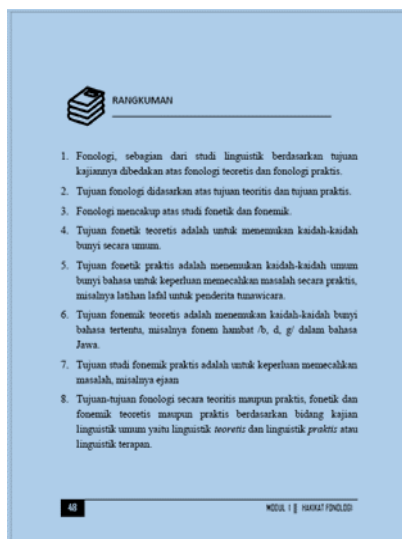 RANGKUMAN
1. Fonologi, sebagian dari studi linguistik berdasarkan tujuan
kajiannya dibedakan atas fonologi teoretis dan fonologi praktis.
2. Tujuan fonologi didasarkan atas tujuan teoritis dan tujuan praktis.
3. Fonologi mencakup atas studi fonetik dan fonemik.
4. Tujuan fonetik teoretis adalah untuk menemukan kaidah-kaidah
bunyi secara umum.
5. Tujuan fonetik praktis adalah menemukan kaidah-kaidah umum
bunyi bahasa untuk keperluan memecahkan masalah secara praktis,
misalnya latihan lafal untuk penderita tunawicara.
6. Tujuan fonemik teoretis adalah menemukan kaidah-kaidah bunyi
bahasa tertentu, misalnya fonem hambat /b, d, g/ dalam bahasa
Jawa.
7. Tujuan studi fonemik praktis adalah untuk keperluan memecahkan
masalah, misalnya ejaan
8. Tujuan-tujuan fonologi secara teoritis maupun praktis, fonetik dan
fonemik teoretis maupun praktis berdasarkan bidang kajian
linguistik umum yaitu linguistik teoretis dan linguistik praktis atau
linguistik terapan.
48 MODUL I || HAKIKAT FONOLOGI